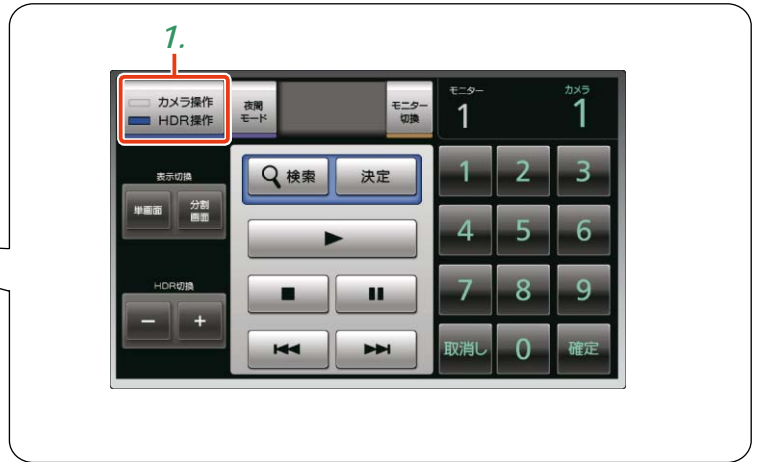 1.
カメラ操作
HDR操作
夜間
モード
モニター
切換
モニター
1
カメラ
1
表示切換
単画面
分割
画面
検索
決定
HDR切換
− +
1 2 3
4 5 6
7 8 9
取消し 0 確定